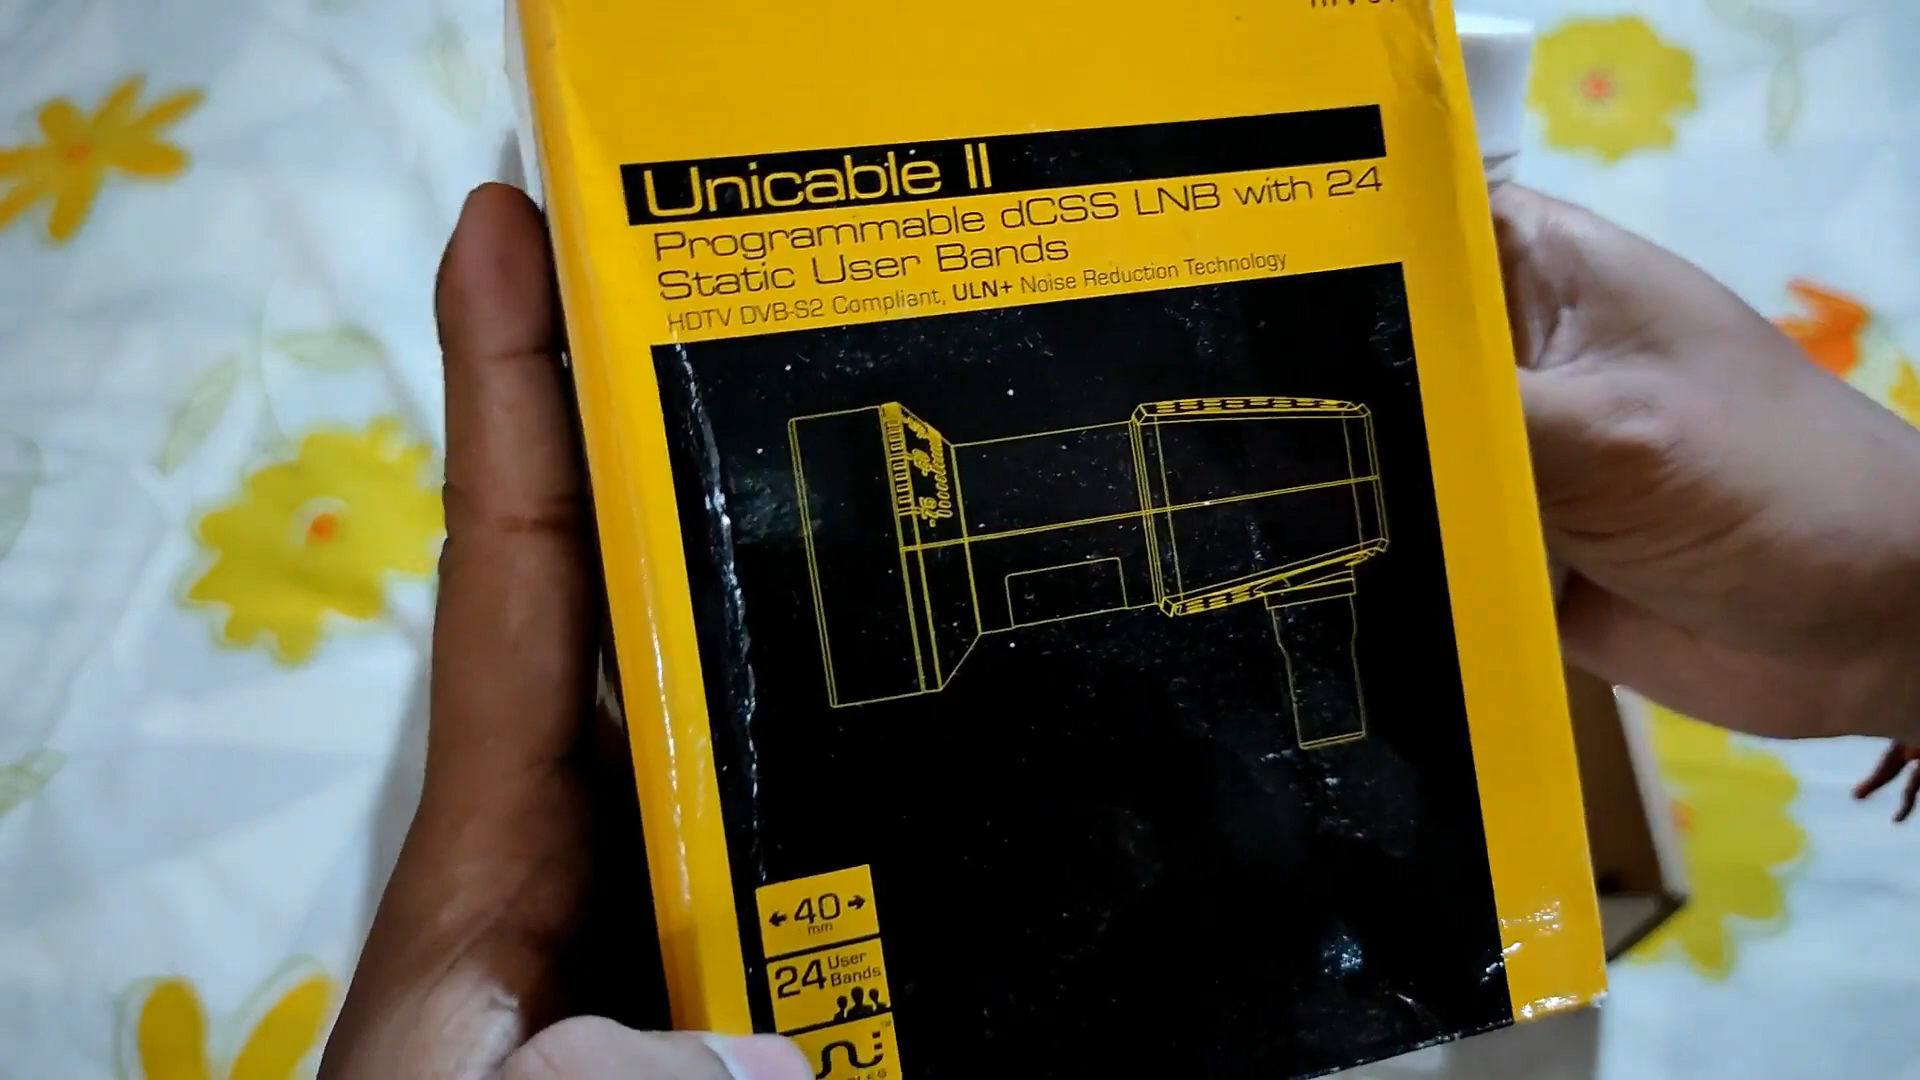 Unicable II
Programmable dCSS LNB with 24
Static User Bands
HDTV DVB-S2 Compliant, ULN+ Noise Reduction Technology
40
mm
24 User
Bands